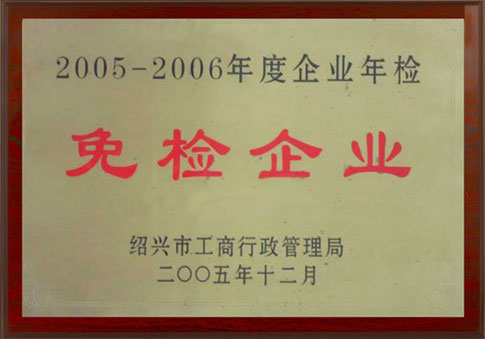 2005-2006年度企业年检
免检企业
绍兴市工商行政管理局
二〇〇五年十二月